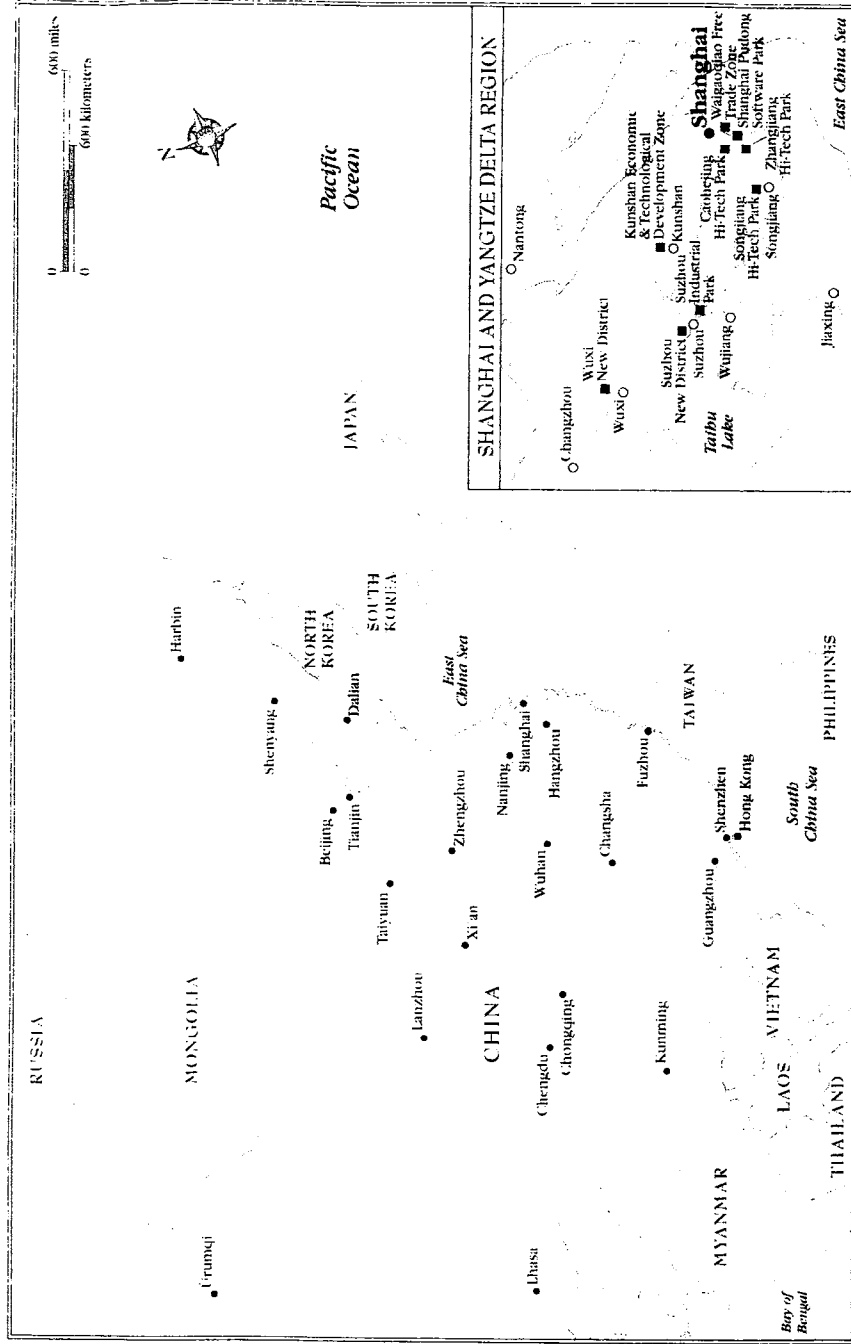 RUSSIA
MONGOLIA
Urumqi
Harbin
Shenyang
NORTH
KOREA
Dalian
Beijing
Tianjin
SOUTH
KOREA
JAPAN
Pacific
Ocean
N
0
600 miles
0
600 kilometers
Taiyuan
Lanzhou
Xi'an
Zhengzhou
East
China Sea
CHINA
Nanjing
Shanghai
Hangzhou
Wuhan
Chengdu
Chongqing
Lhasa
Changsha
Fuzhou
Kunming
TAIWAN
Guangzhou
Shenzhen
Hong Kong
MYANMAR
LAOS
VIETNAM
South
China Sea
PHILIPPINES
THAILAND
Bay of
Bengal
SHANGHAI AND YANGTZE DELTA REGION
Nantong
Changzhou
Wuxi
New District
Wuxi
Kunshan Economic
& Technological
Development Zone
Kunshan
Suzhou
New District
Suzhou
Suzhou
Industrial
Park
Wujiang
Taihu
Lake
Shanghai
Waigaoqiao Free
Trade Zone
Shanghai Pudong
Software Park
Caohejing
Hi-Tech Park
Zhangjiang
Hi-Tech Park
Songjiang
Hi-Tech Park
Songjiang
Jiaxing
East China Sea